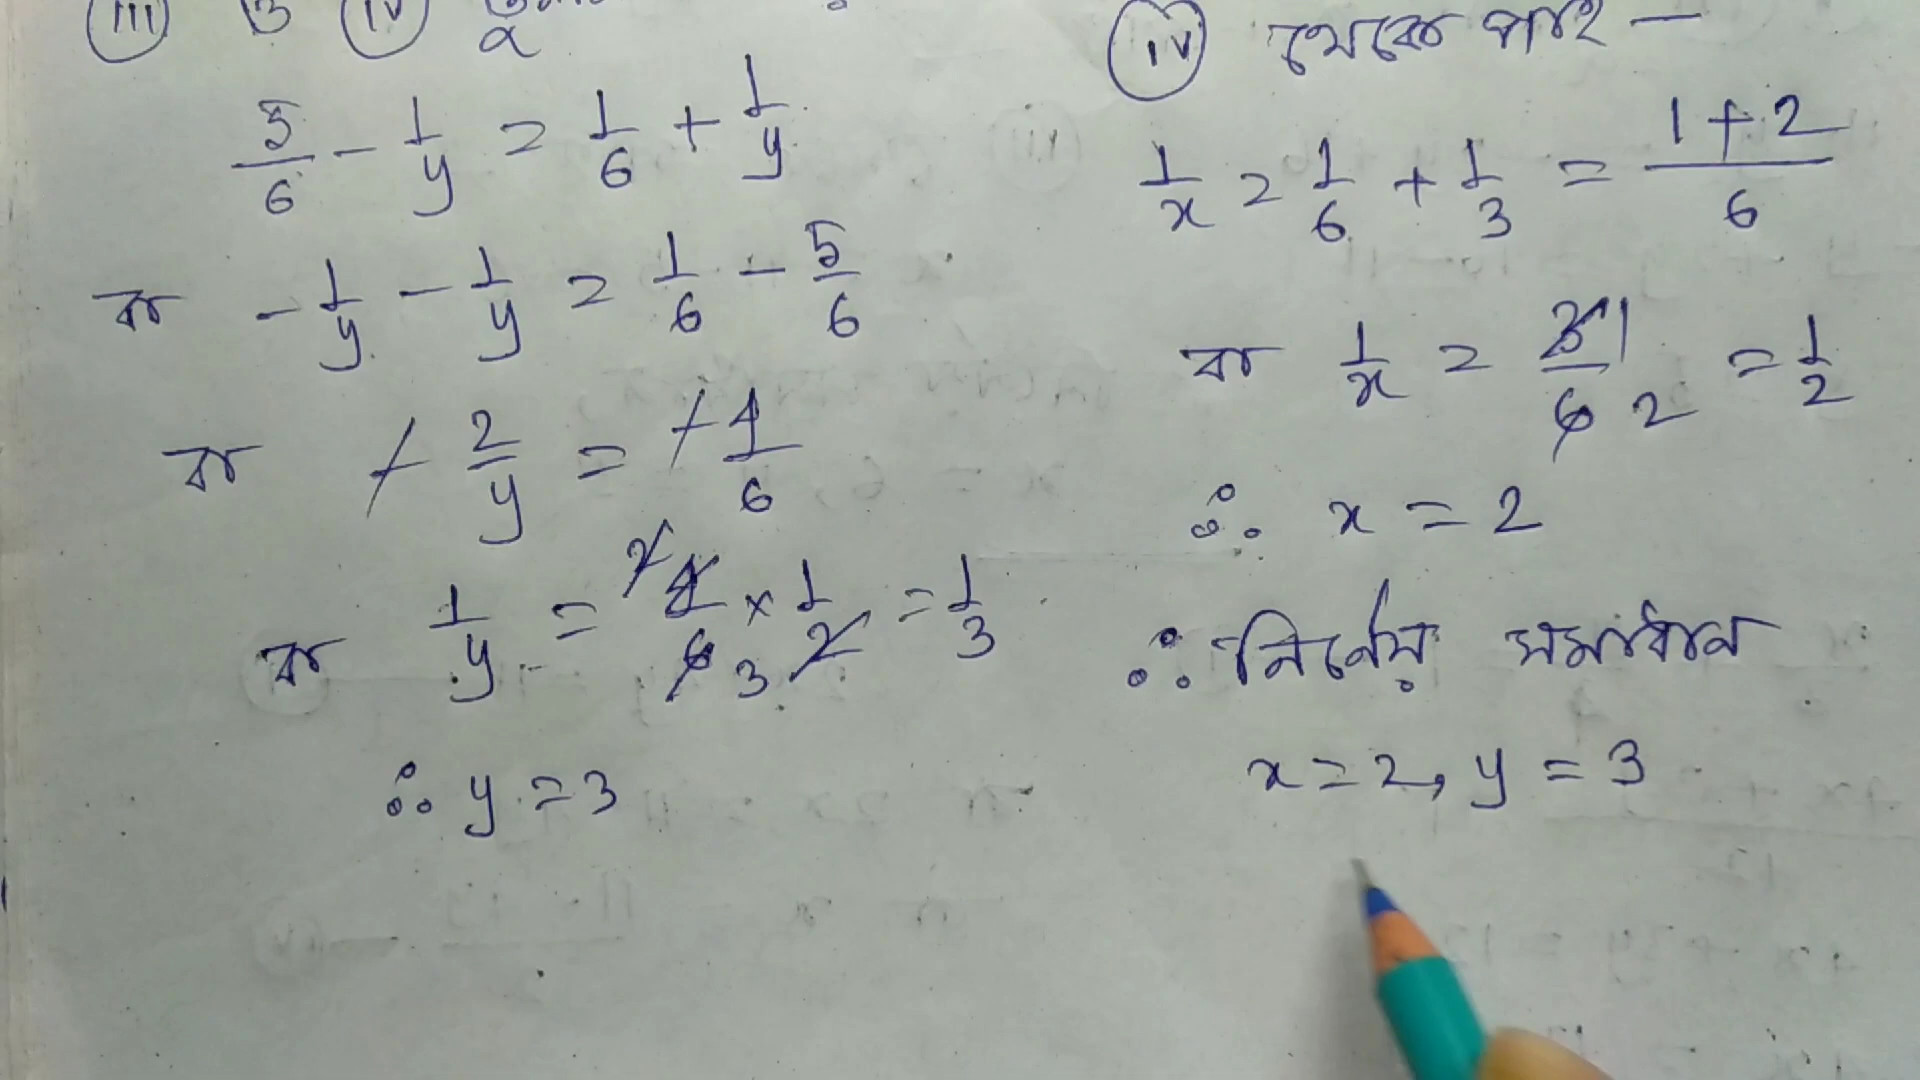 (iii) ও (iv)
5/6 - 1/y = 1/6 + 1/y
বা -1/y - 1/y = 1/6 - 5/6
বা -2/y = -4/6
বা 1/y = 4/6 × 1/2 = 1/3
∴ y = 3
(iv) থেকে পাই —
1/x = 1/6 + 1/3 = (1+2)/6
বা 1/x = 3/6 = 1/2
∴ x = 2
∴ নির্ণেয় সমাধান
x = 2, y = 3